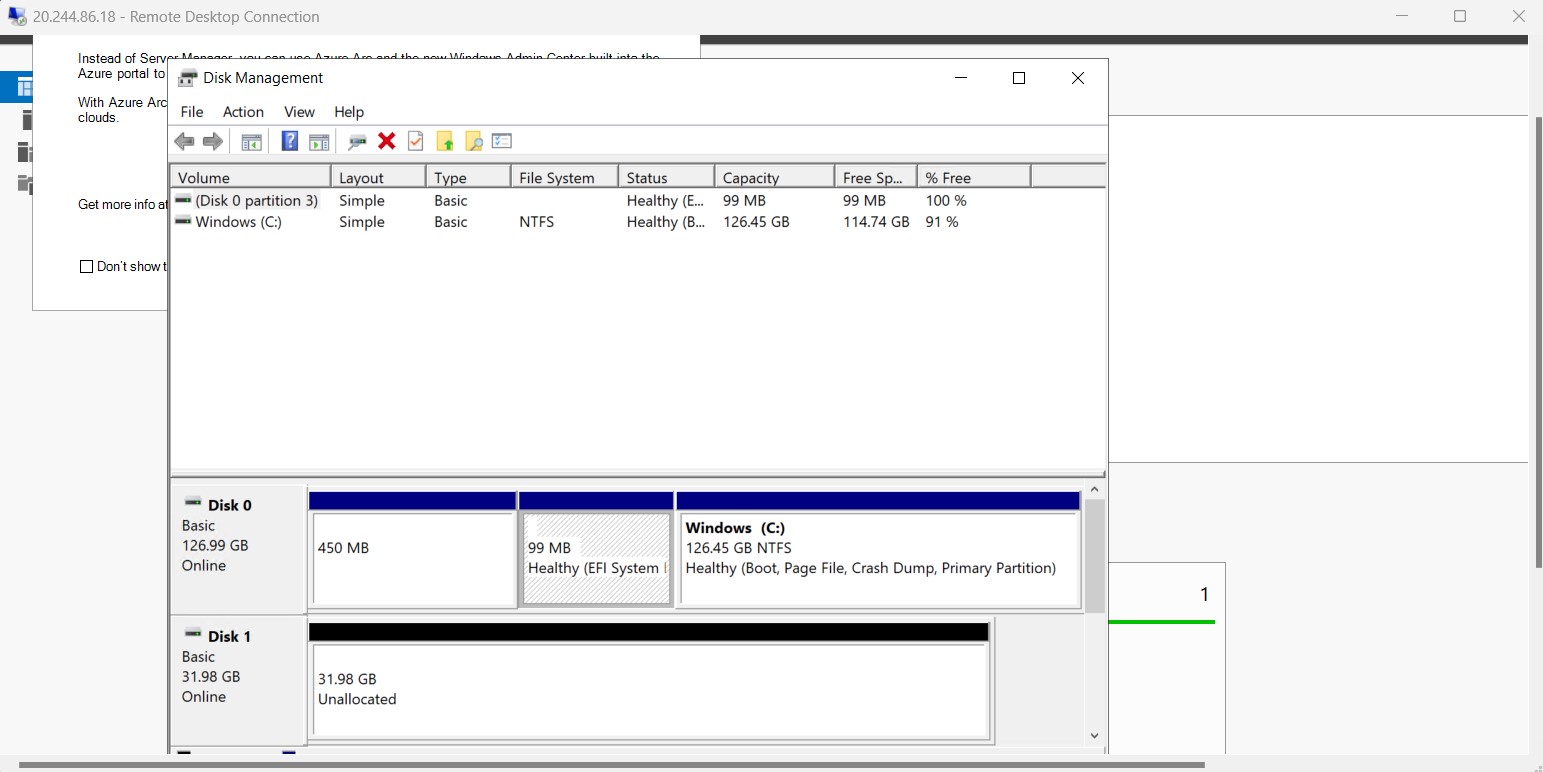 20.244.86.18 - Remote Desktop Connection
Instead of Server Manager, you can use Azure Arc and the new Windows Admin Center built into the
Azure portal to
With Azure Arc
clouds.
Get more info at
Don't show t
Disk Management
File Action View Help
Volume Layout Type File System Status Capacity Free Sp... % Free
(Disk 0 partition 3) Simple Basic Healthy (E... 99 MB 99 MB 100 %
Windows (C:) Simple Basic NTFS Healthy (B... 126.45 GB 114.74 GB 91 %
Disk 0
Basic
126.99 GB
Online
450 MB
99 MB
Healthy (EFI System
Windows (C:)
126.45 GB NTFS
Healthy (Boot, Page File, Crash Dump, Primary Partition)
Disk 1
Basic
31.98 GB
Online
31.98 GB
Unallocated
1